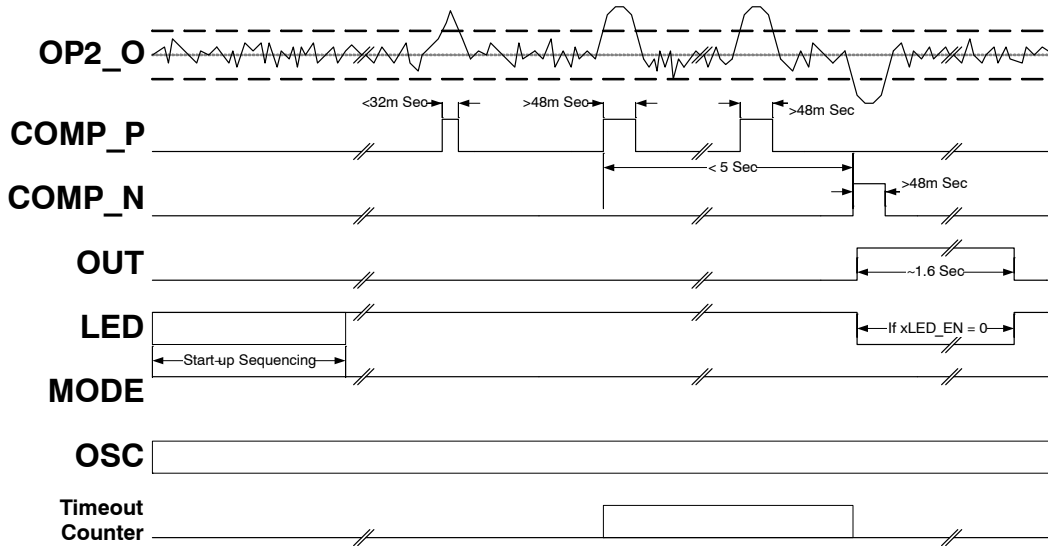 OP2_O
<32m Sec
>48m Sec
>48m Sec
COMP_P
< 5 Sec
>48m Sec
COMP_N
OUT
~1.6 Sec
LED
If xLED_EN = 0
Start-up Sequencing
MODE
OSC
Timeout
Counter